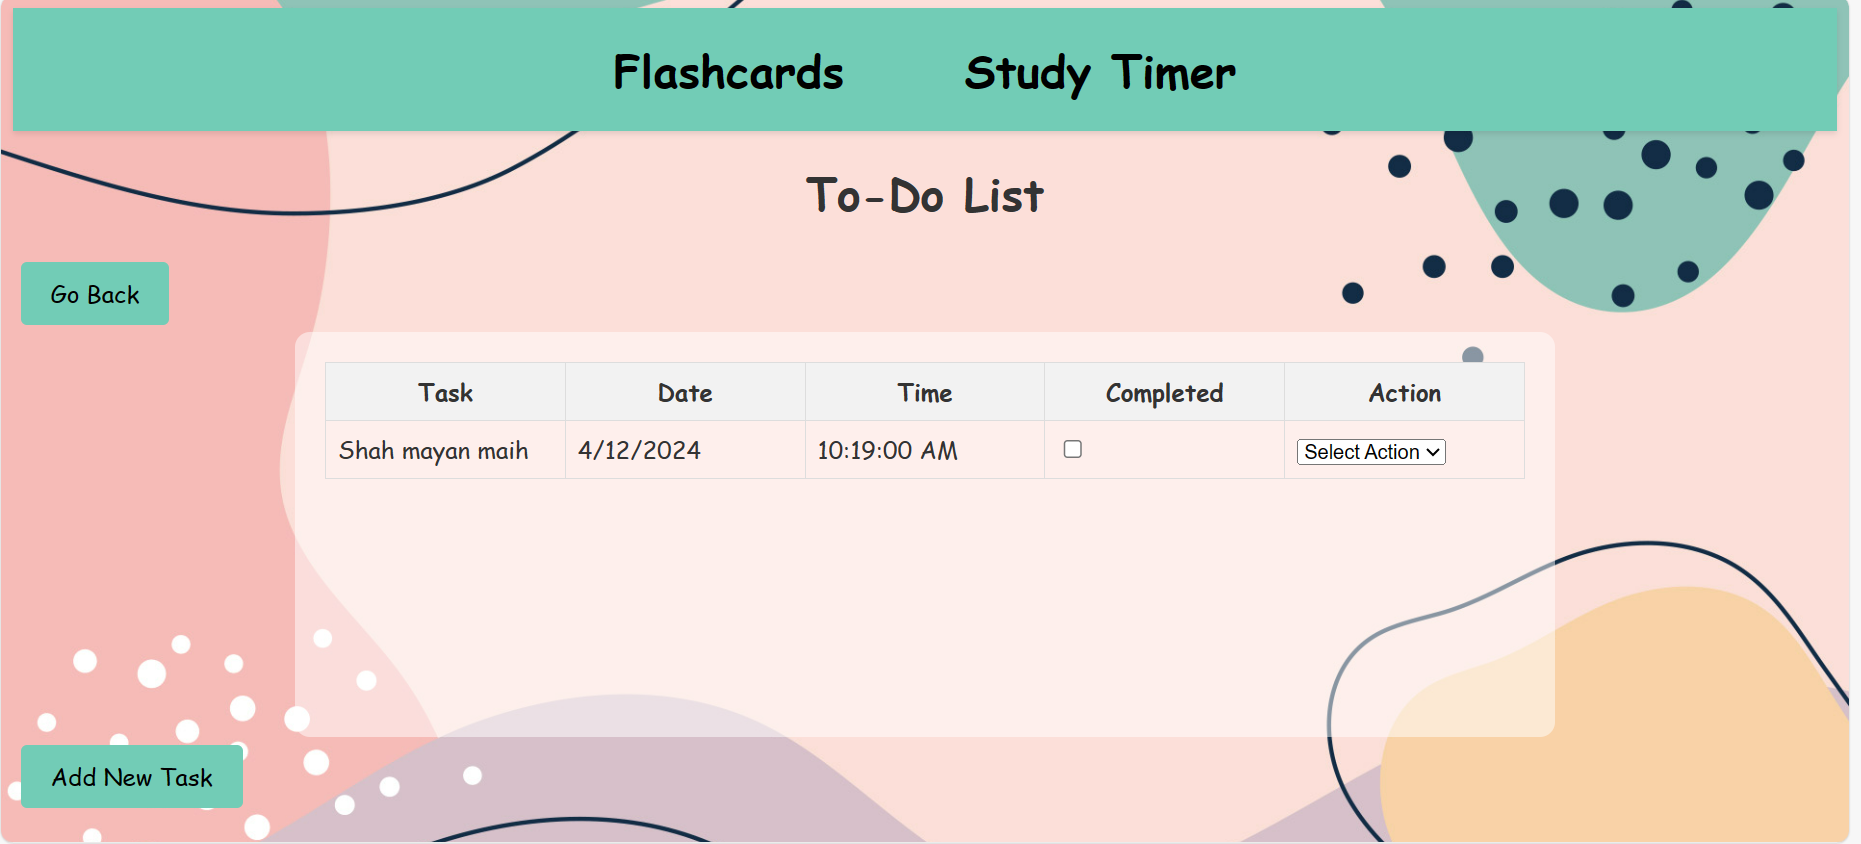 Flashcards Study Timer
To-Do List
Go Back
Task Date Time Completed Action
Shah mayan maih 4/12/2024 10:19:00 AM Select Action
Add New Task